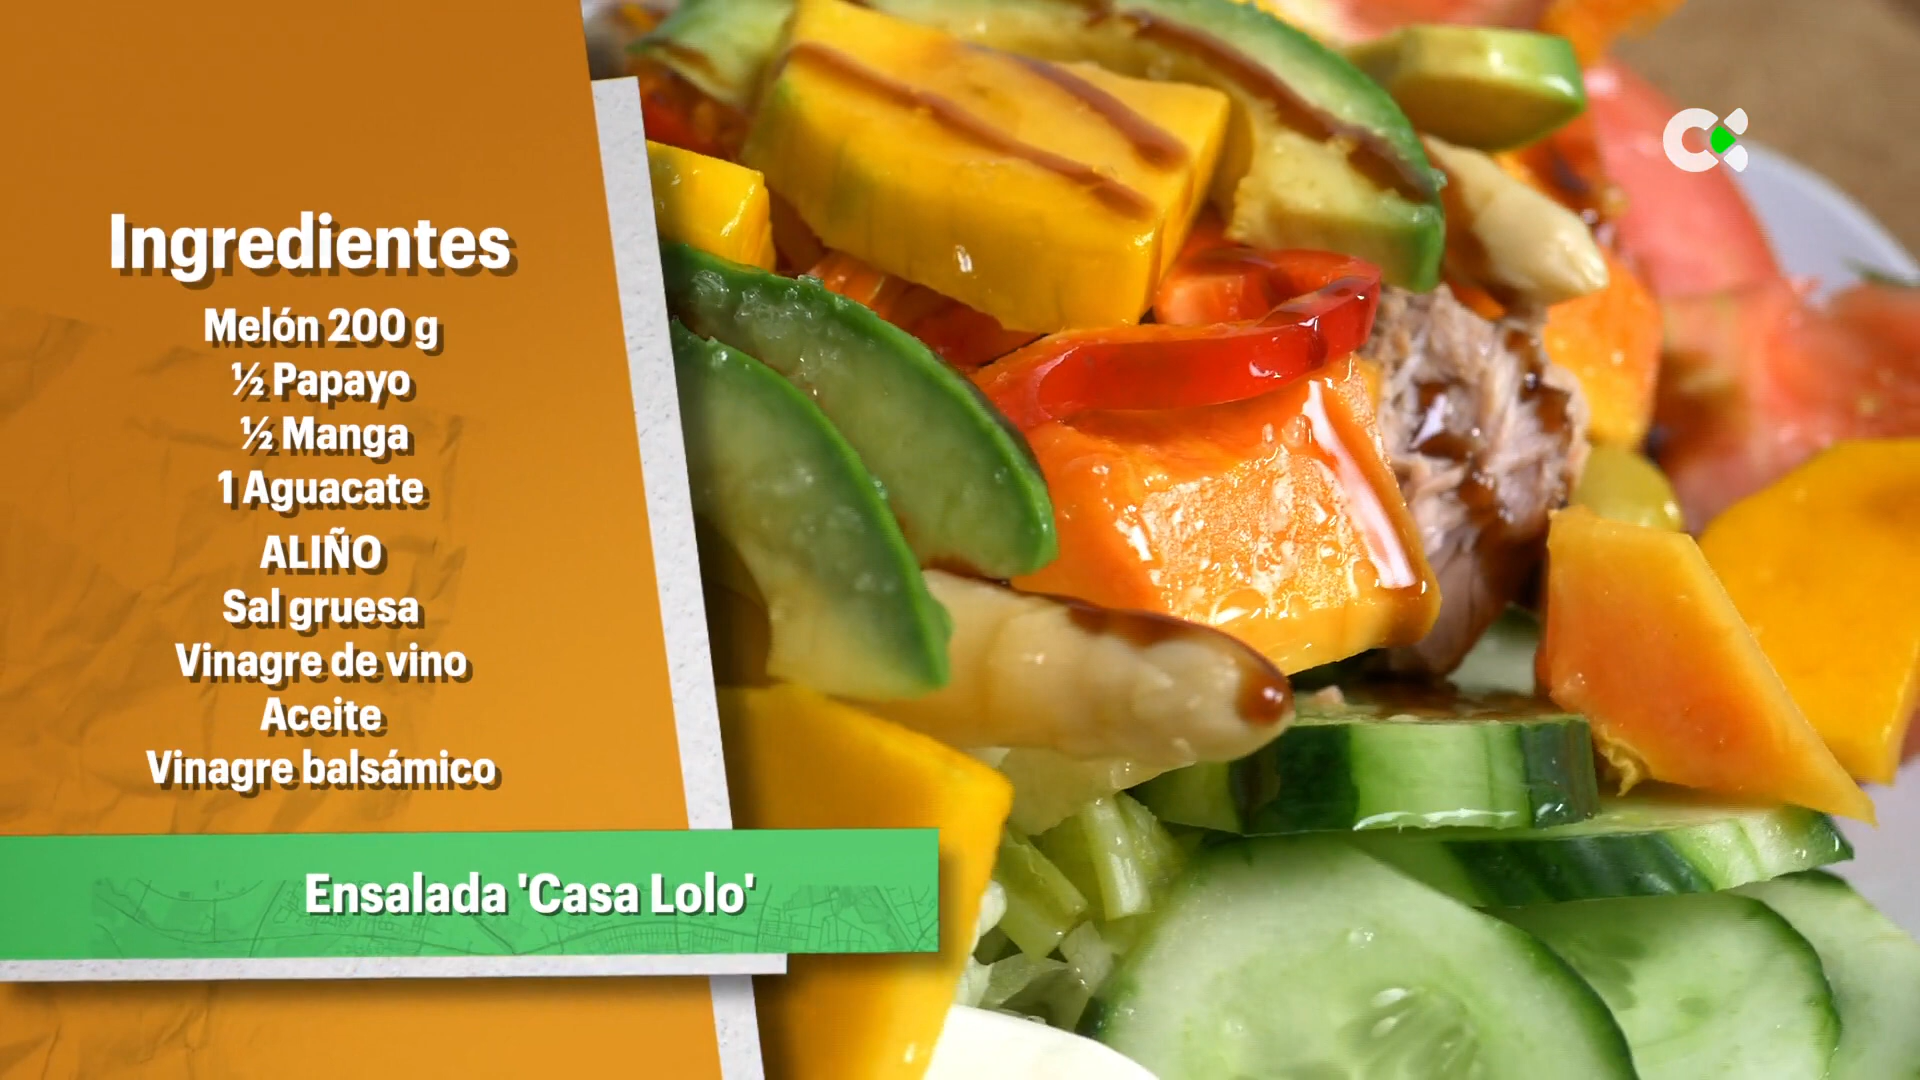 Ingredientes
Melón 200 g
½ Papayo
½ Manga
1 Aguacate
ALIÑO
Sal gruesa
Vinagre de vino
Aceite
Vinagre balsámico
Ensalada 'Casa Lolo'